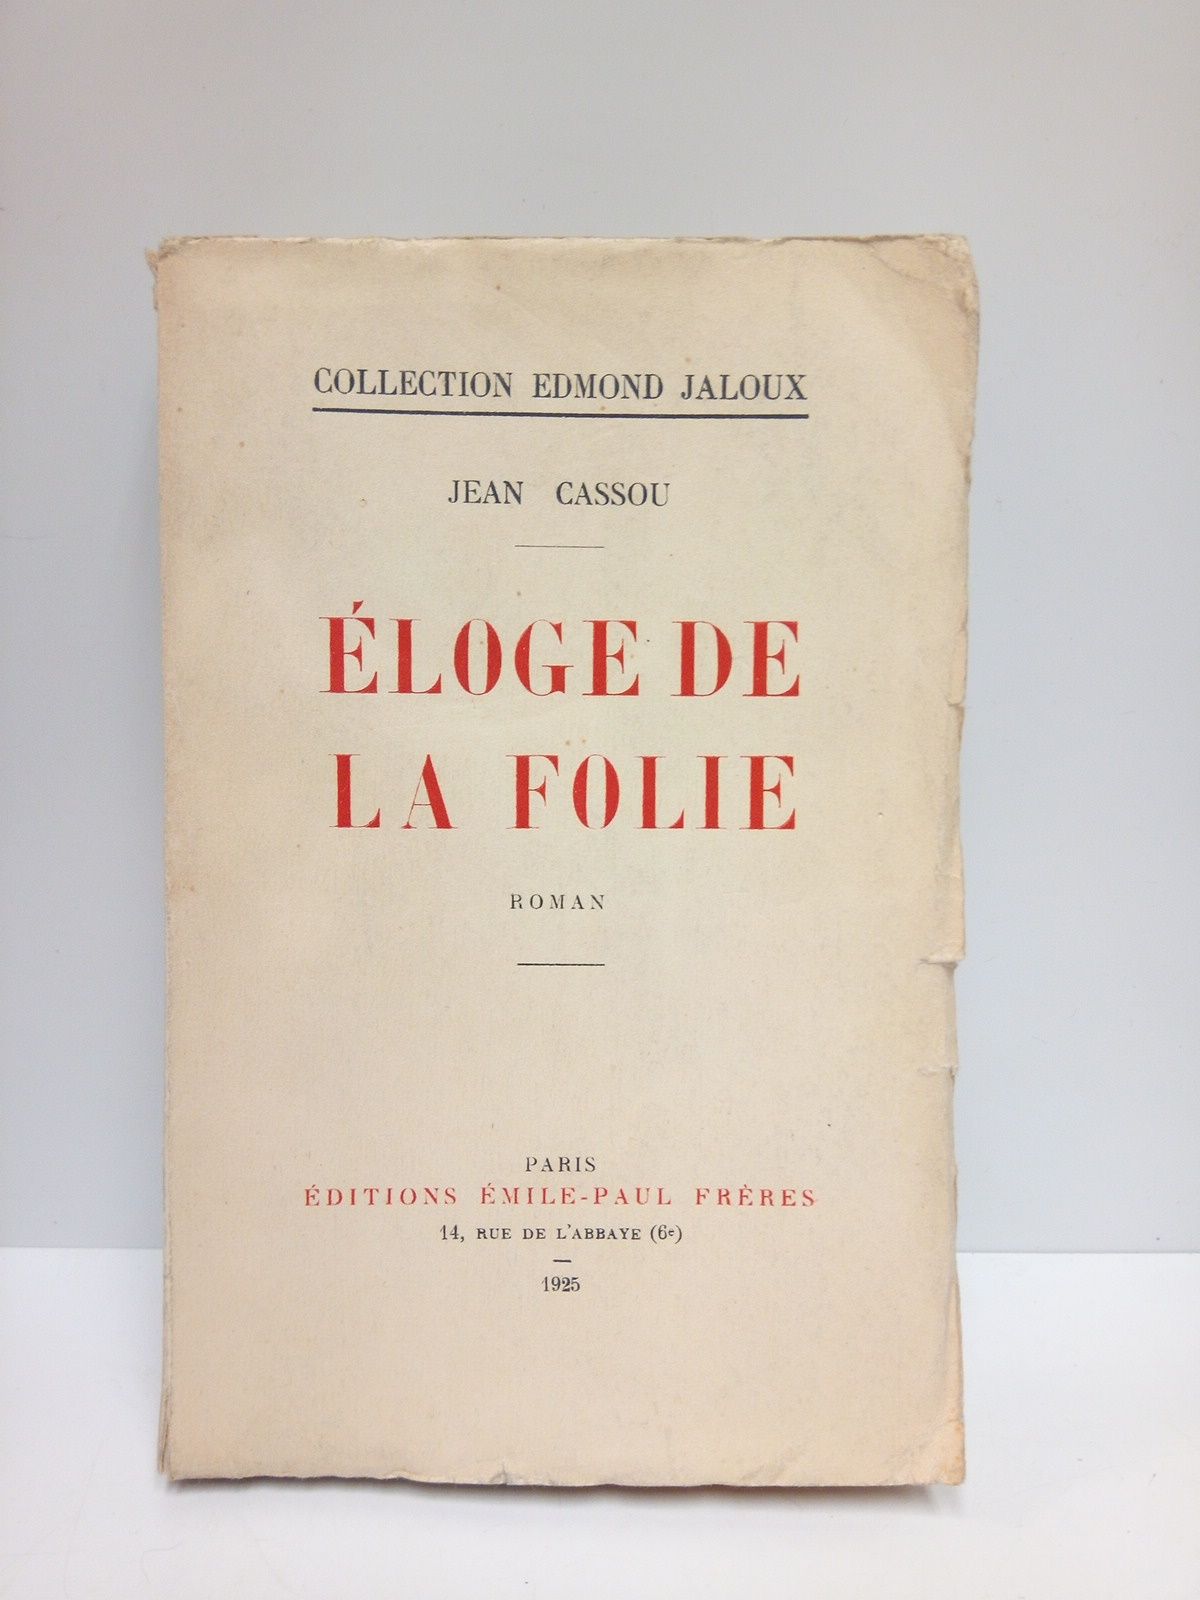 COLLECTION EDMOND JALOUX
JEAN CASSOU
ÉLOGE DE
LA FOLIE
ROMAN
PARIS
ÉDITIONS ÉMILE-PAUL FRÈRES
14, RUE DE L'ABBAYE (6e)
1925